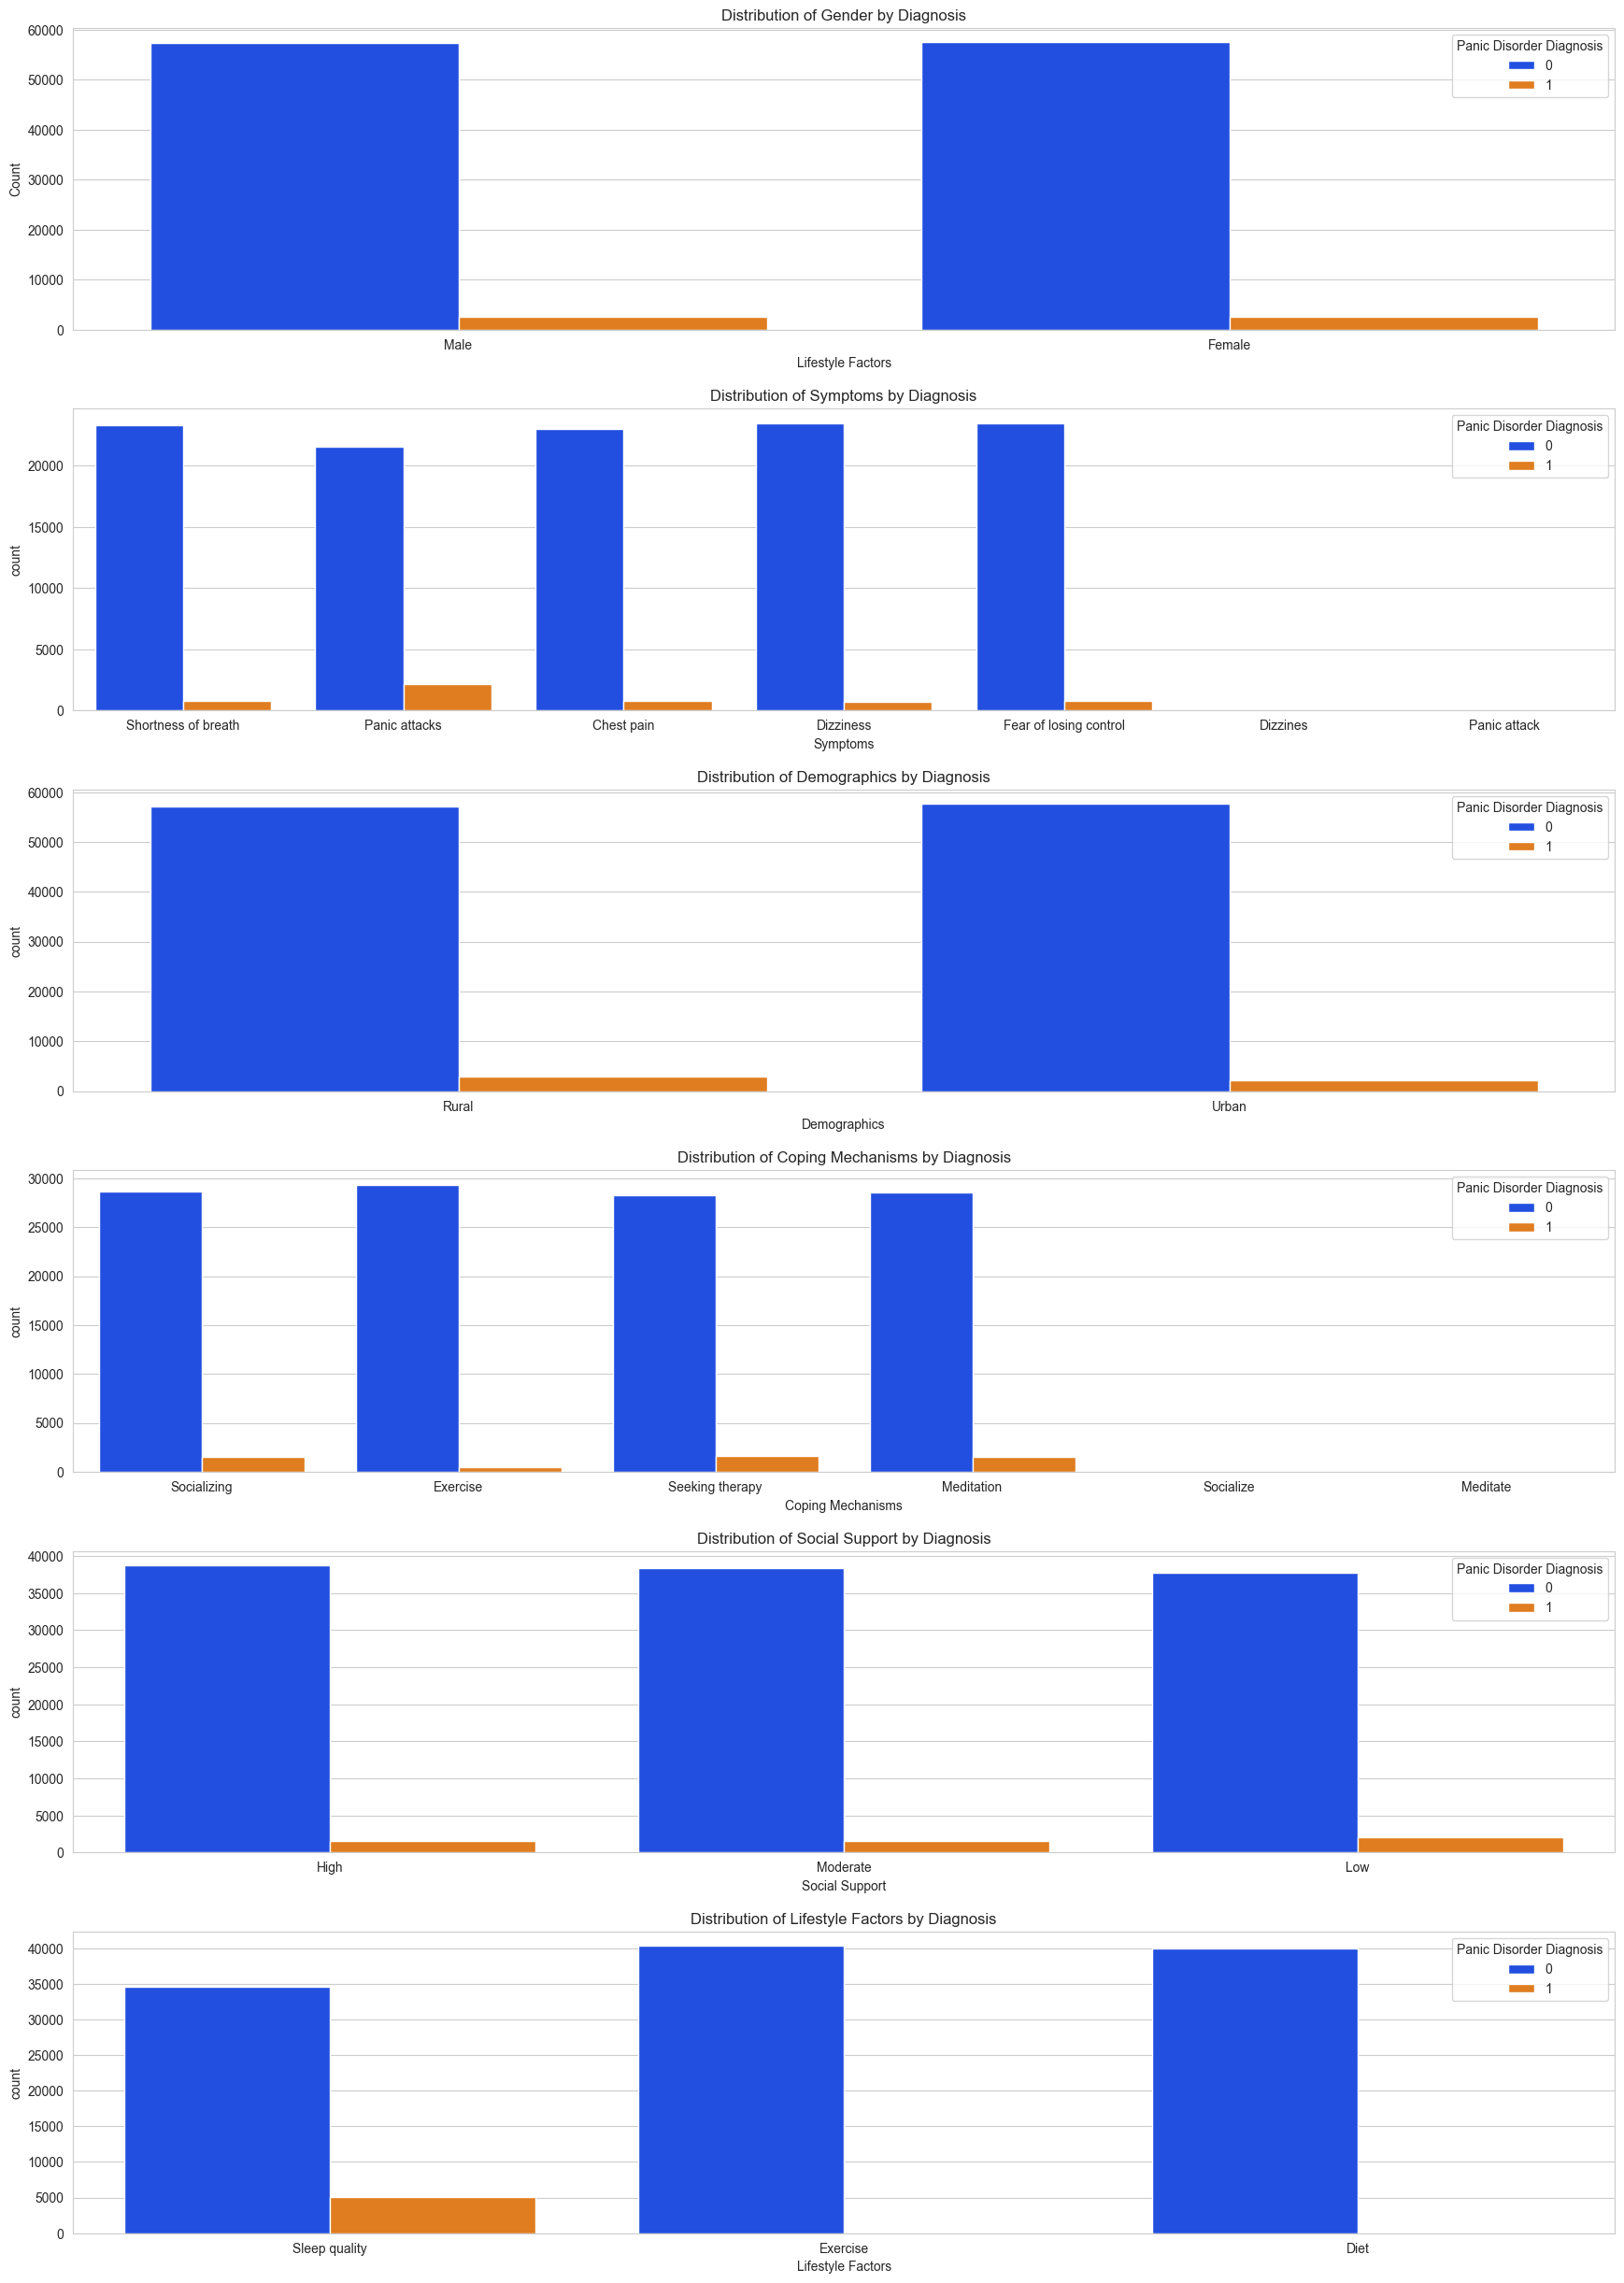 Distribution of Gender by Diagnosis
Count
60000
50000
40000
30000
20000
10000
0
Panic Disorder Diagnosis
0
1
Male Female
Lifestyle Factors
Distribution of Symptoms by Diagnosis
count
20000
15000
10000
5000
0
Panic Disorder Diagnosis
0
1
Shortness of breath Panic attacks Chest pain Dizziness Fear of losing control Dizzines Panic attack
Symptoms
Distribution of Demographics by Diagnosis
count
60000
50000
40000
30000
20000
10000
0
Panic Disorder Diagnosis
0
1
Rural Urban
Demographics
Distribution of Coping Mechanisms by Diagnosis
count
30000
25000
20000
15000
10000
5000
0
Panic Disorder Diagnosis
0
1
Socializing Exercise Seeking therapy Meditation Socialize Meditate
Coping Mechanisms
Distribution of Social Support by Diagnosis
count
40000
35000
30000
25000
20000
15000
10000
5000
0
Panic Disorder Diagnosis
0
1
High Moderate Low
Social Support
Distribution of Lifestyle Factors by Diagnosis
count
40000
35000
30000
25000
20000
15000
10000
5000
0
Panic Disorder Diagnosis
0
1
Sleep quality Exercise Diet
Lifestyle Factors